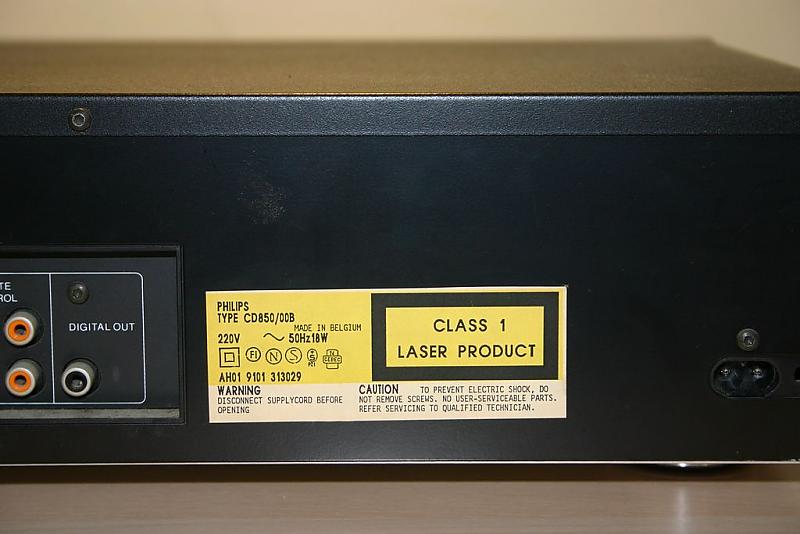 TE
ROL
DIGITAL OUT
PHILIPS
TYPE CD850/00B
MADE IN BELGIUM
220V ~ 50Hz18W
FI N S
AH01 9101 313029
CLASS 1
LASER PRODUCT
WARNING
DISCONNECT SUPPLYCORD BEFORE
OPENING
CAUTION TO PREVENT ELECTRIC SHOCK, DO
NOT REMOVE SCREWS. NO USER-SERVICEABLE PARTS.
REFER SERVICING TO QUALIFIED TECHNICIAN.